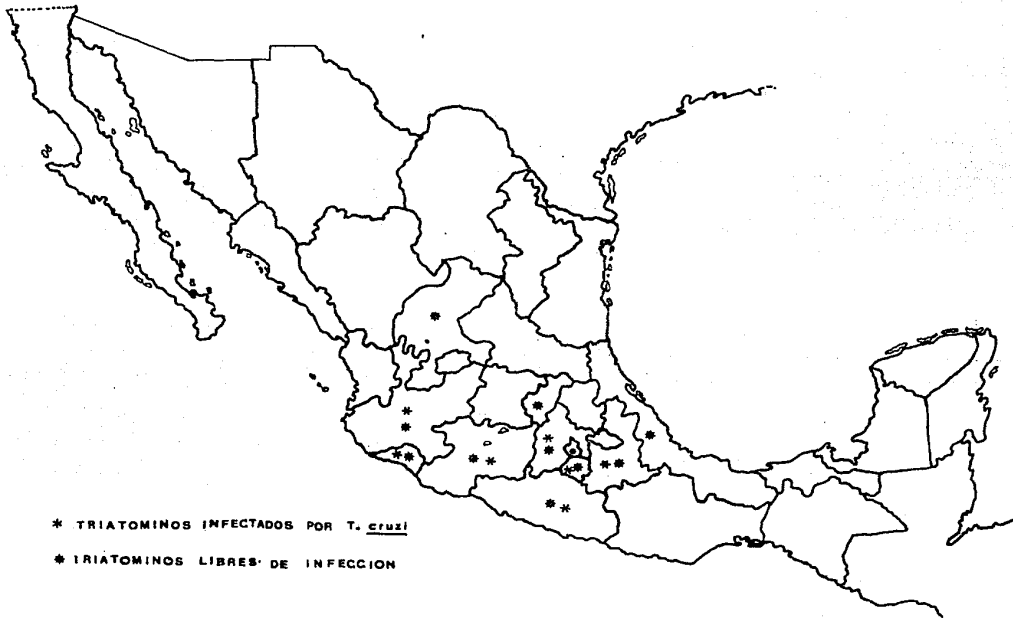 * TRIATOMINOS INFECTADOS POR T. cruzi
* TRIATOMINOS LIBRES DE INFECCION